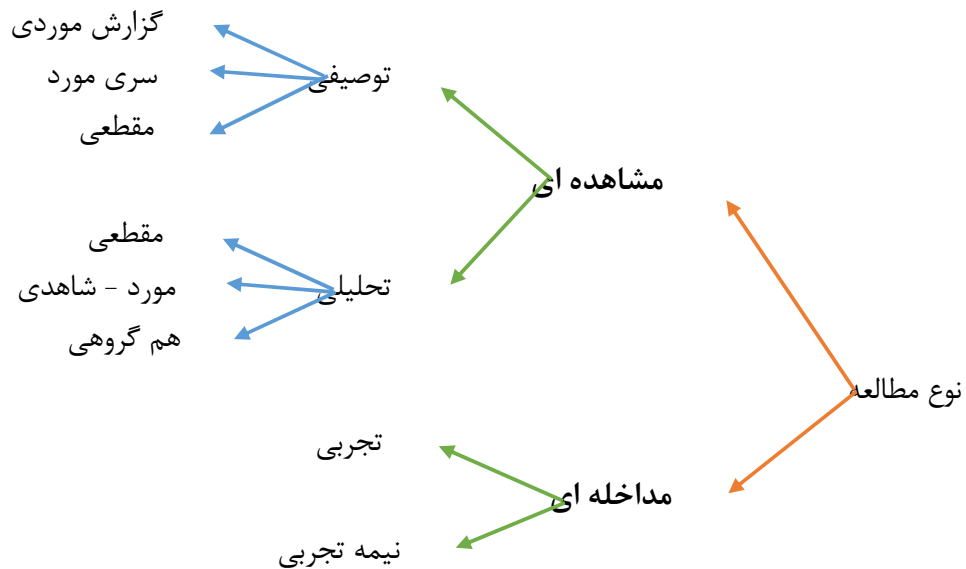 گزارش موردی
توصیفی
سری مورد
مقطعی
مشاهده ای
مقطعی
تحلیلی
مورد - شاهدی
هم گروهی
نوع مطالعه
تجربی
مداخله ای
نیمه تجربی